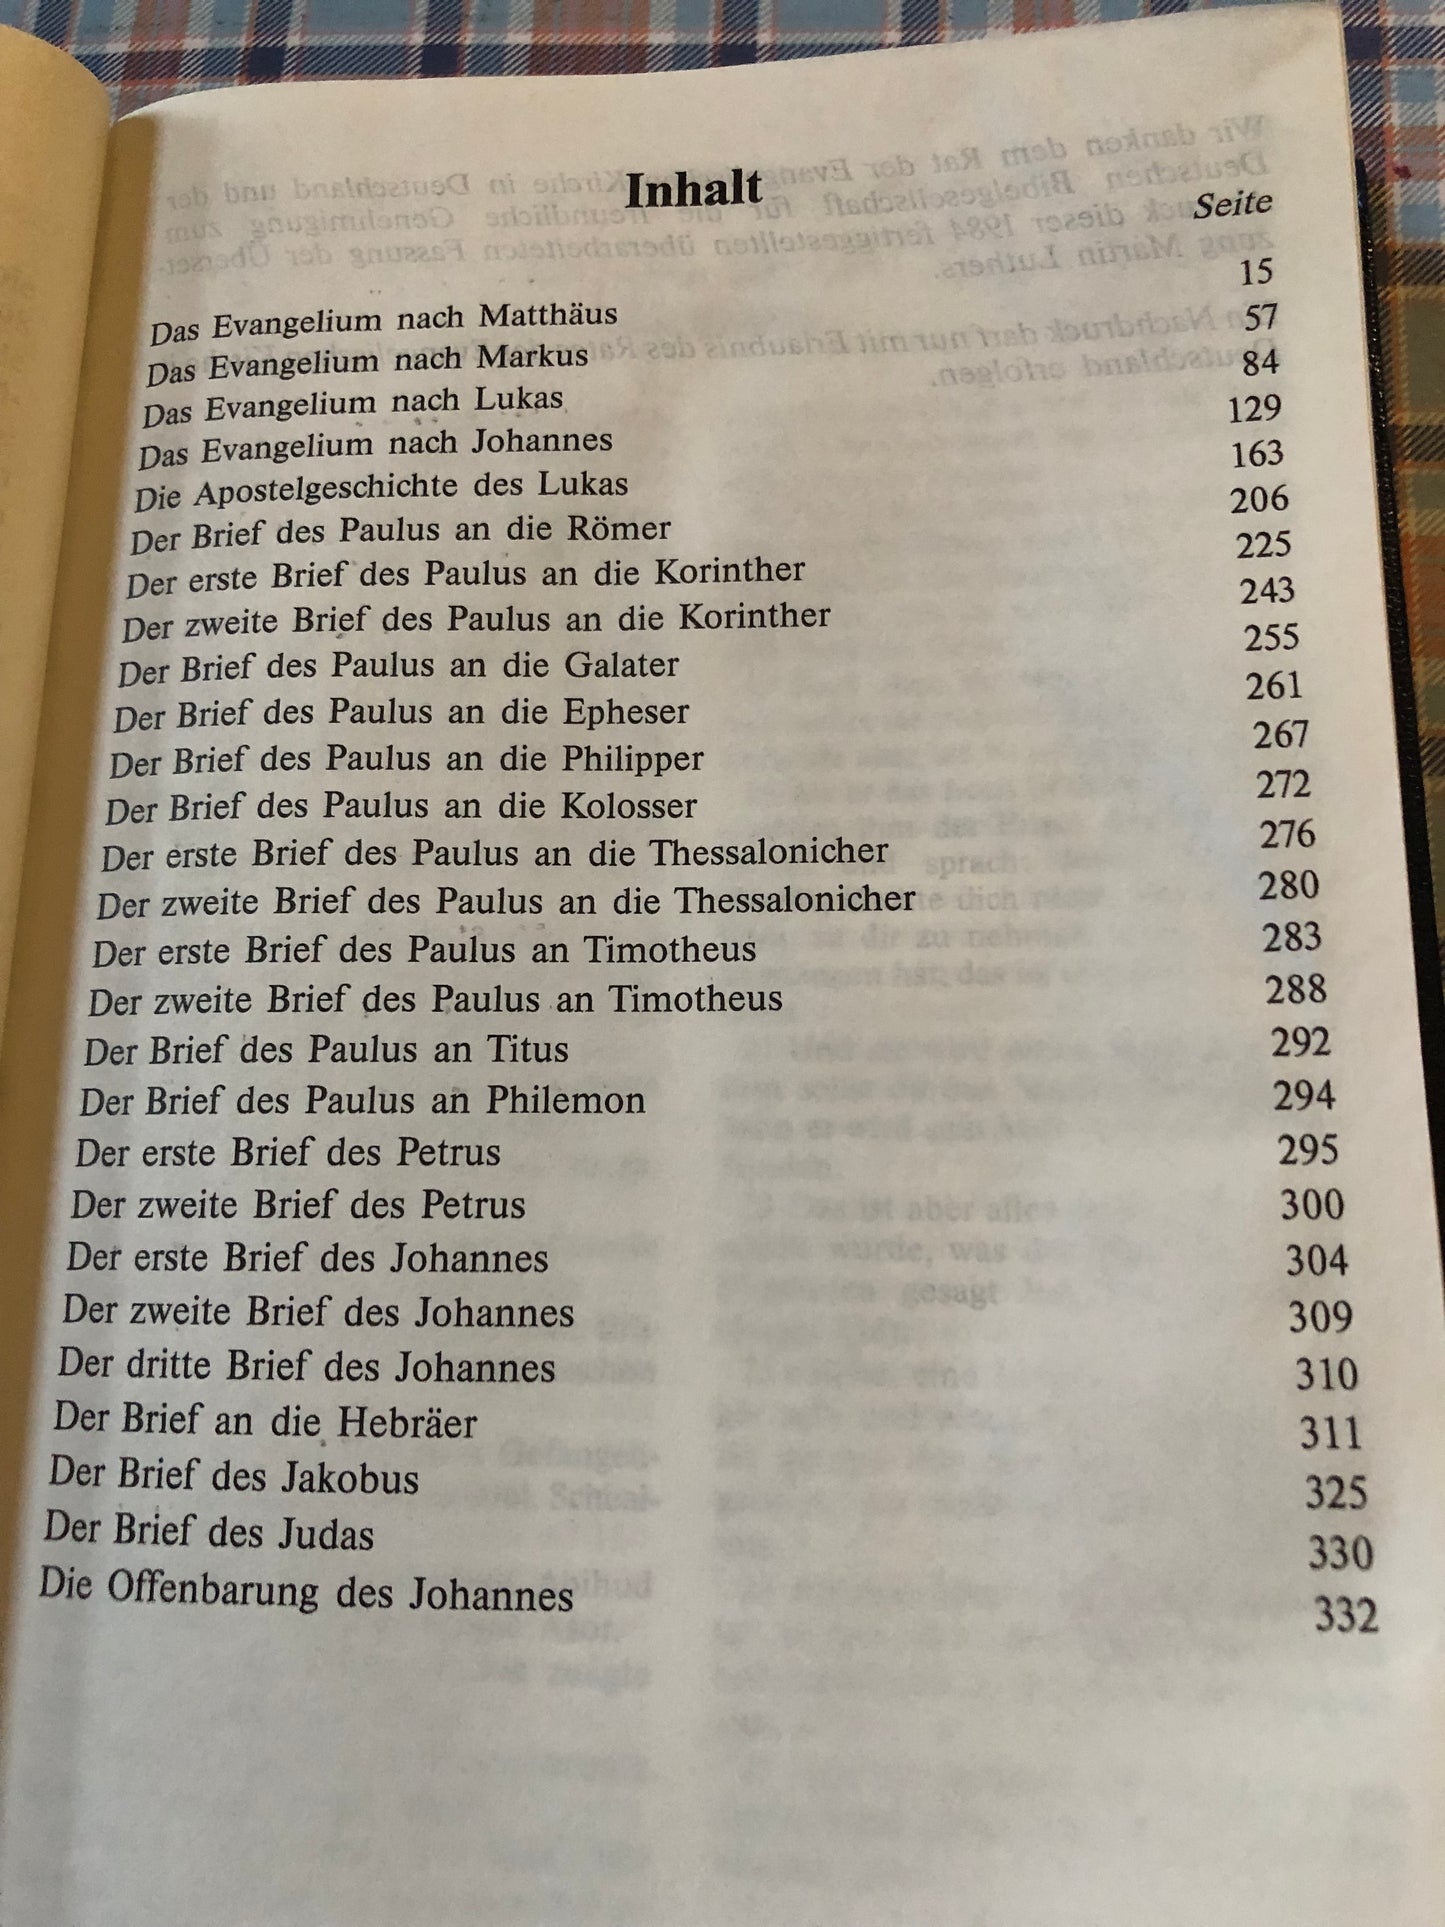 Inhalt
Seite
Das Evangelium nach Matthäus 15
Das Evangelium nach Markus 57
Das Evangelium nach Lukas 84
Das Evangelium nach Johannes 129
Die Apostelgeschichte des Lukas 163
Der Brief des Paulus an die Römer 206
Der erste Brief des Paulus an die Korinther 225
Der zweite Brief des Paulus an die Korinther 243
Der Brief des Paulus an die Galater 255
Der Brief des Paulus an die Epheser 261
Der Brief des Paulus an die Philipper 267
Der Brief des Paulus an die Kolosser 272
Der erste Brief des Paulus an die Thessalonicher 276
Der zweite Brief des Paulus an die Thessalonicher 280
Der erste Brief des Paulus an Timotheus 283
Der zweite Brief des Paulus an Timotheus 288
Der Brief des Paulus an Titus 292
Der Brief des Paulus an Philemon 294
Der erste Brief des Petrus 295
Der zweite Brief des Petrus 300
Der erste Brief des Johannes 304
Der zweite Brief des Johannes 309
Der dritte Brief des Johannes 310
Der Brief an die Hebräer 311
Der Brief des Jakobus 325
Der Brief des Judas 330
Die Offenbarung des Johannes 332